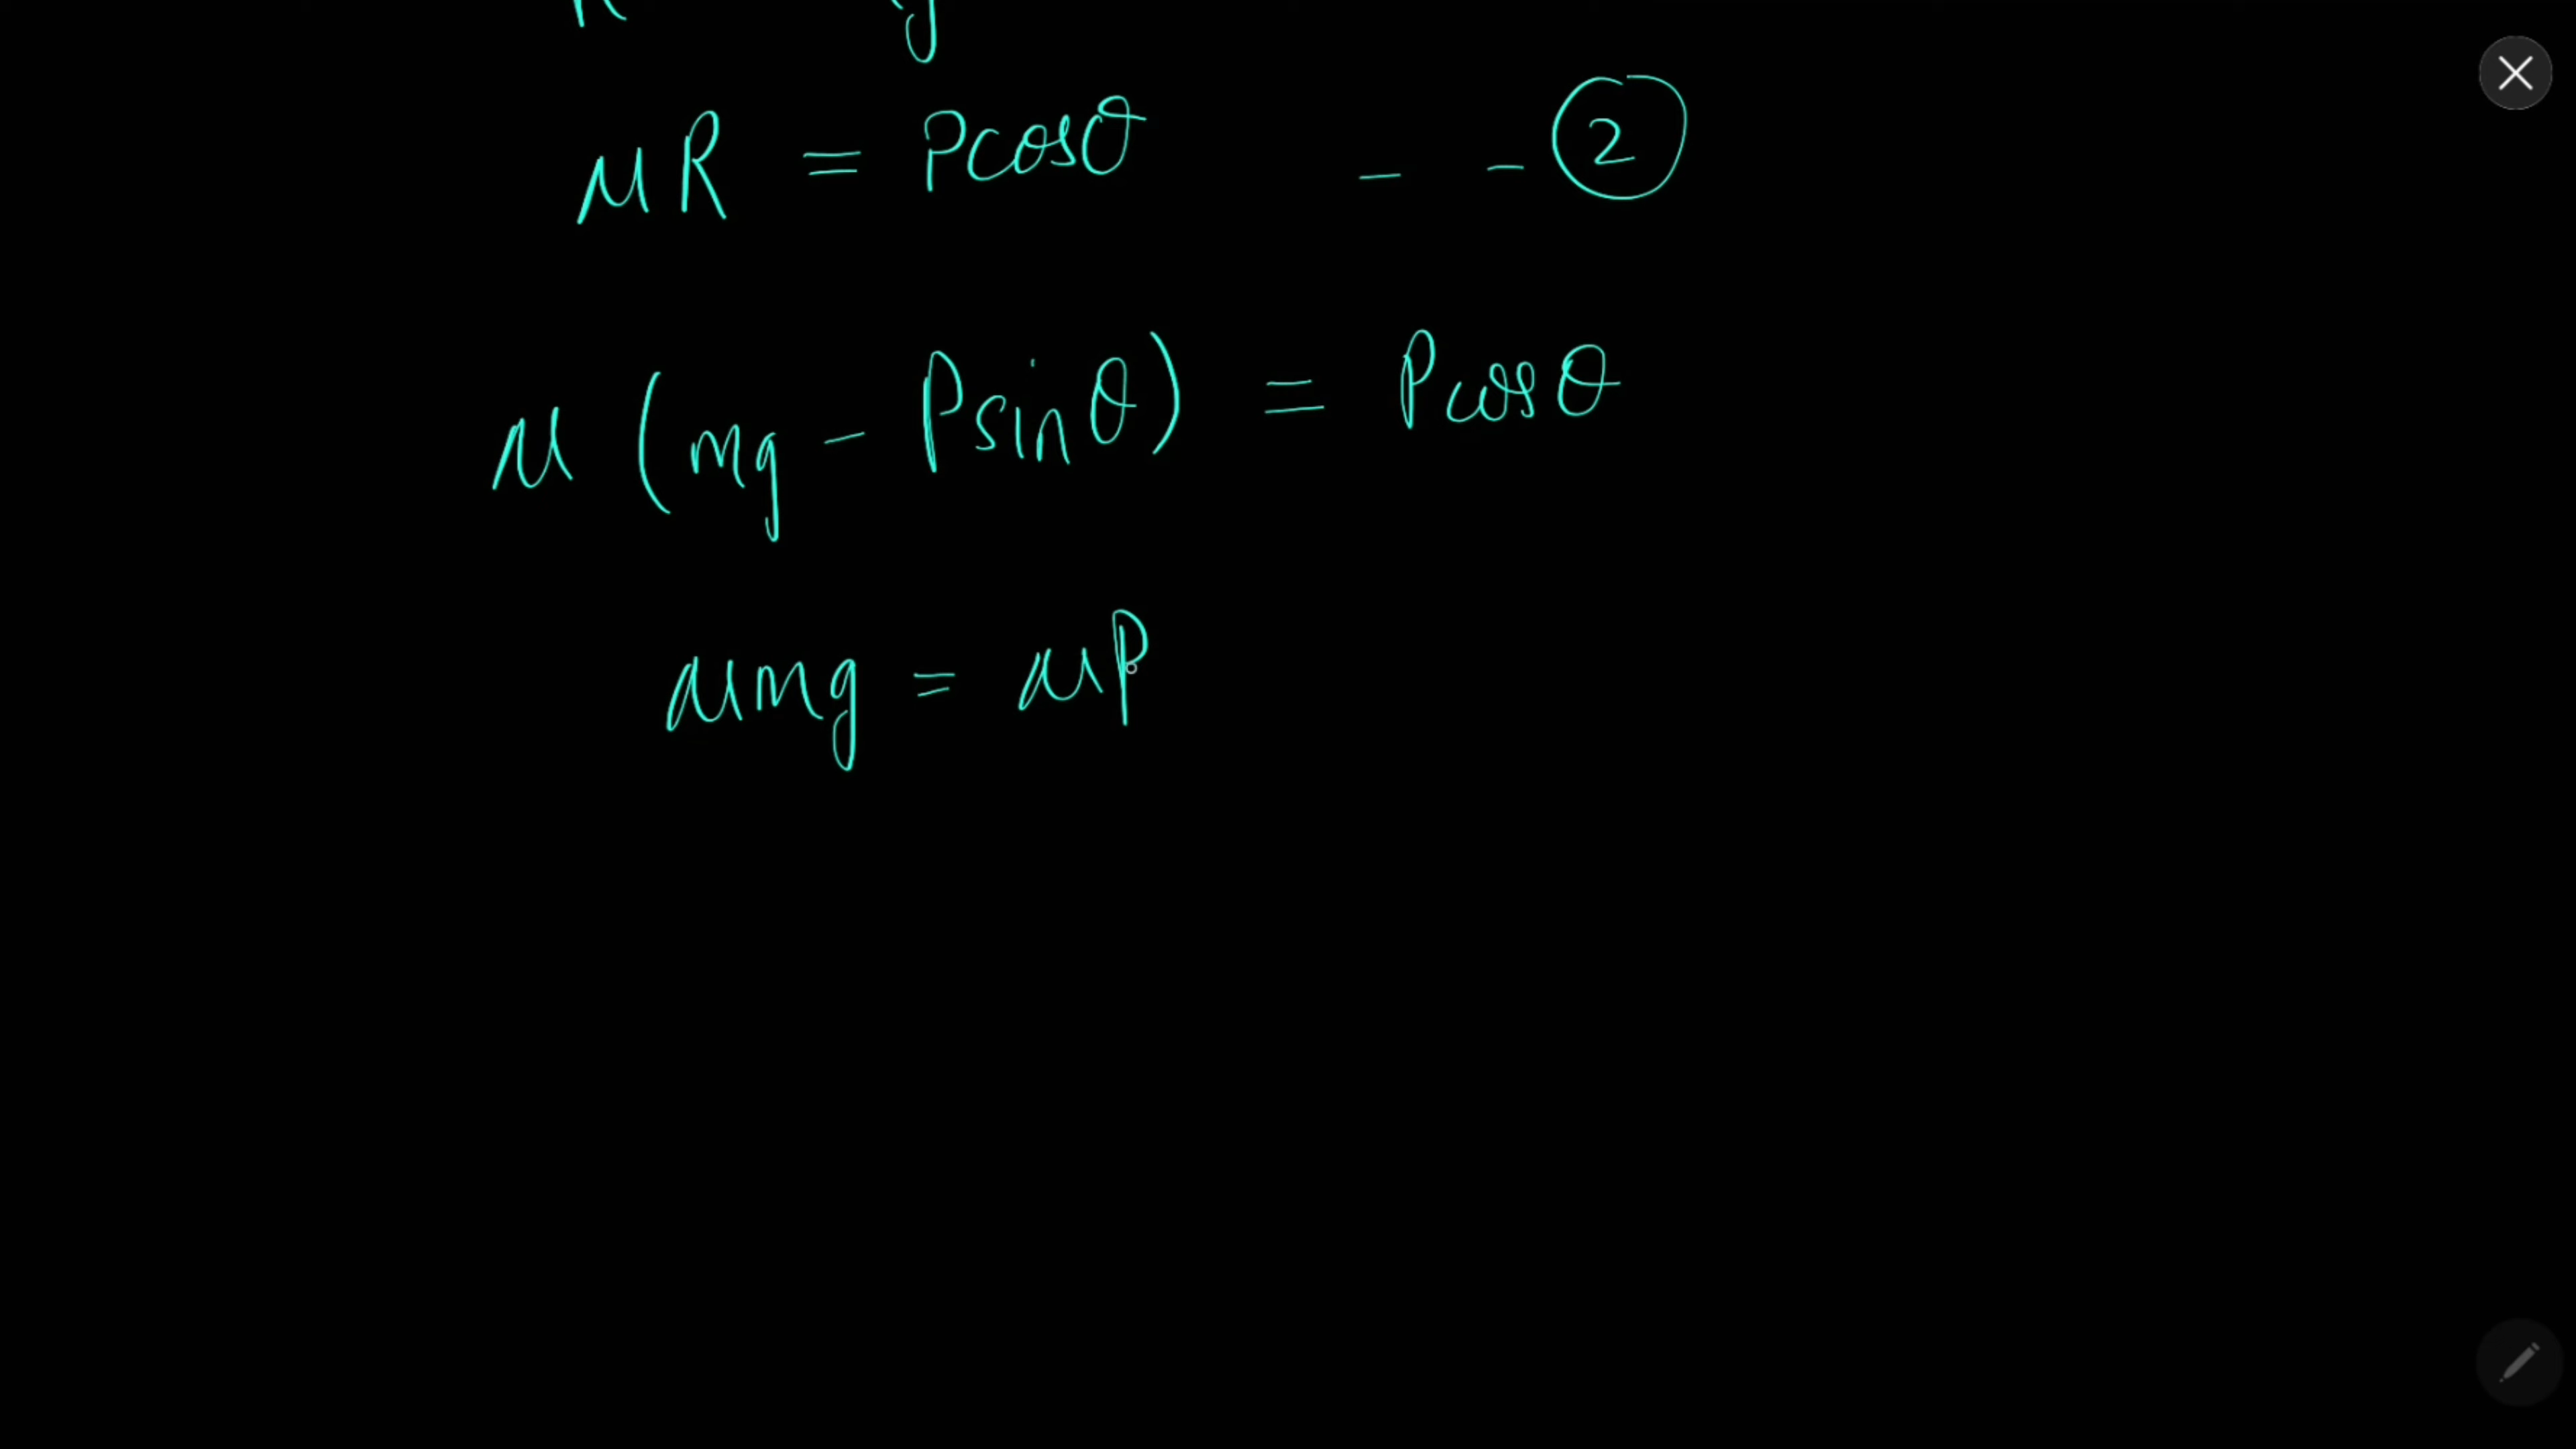 μR = Pcosθ - - ②
μ (mg - Psinθ) = Pcosθ
μmg = μP